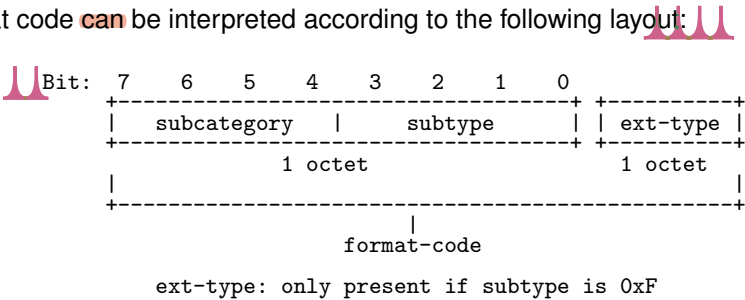 t code can be interpreted according to the following layout:
Bit: 7 6 5 4 3 2 1 0
+------------------------------------+ +-----------+
| subcategory | subtype | | ext-type |
+------------------------------------+ +-----------+
1 octet 1 octet
| |
+-------------------------------------------------+
|
format-code
ext-type: only present if subtype is 0xF